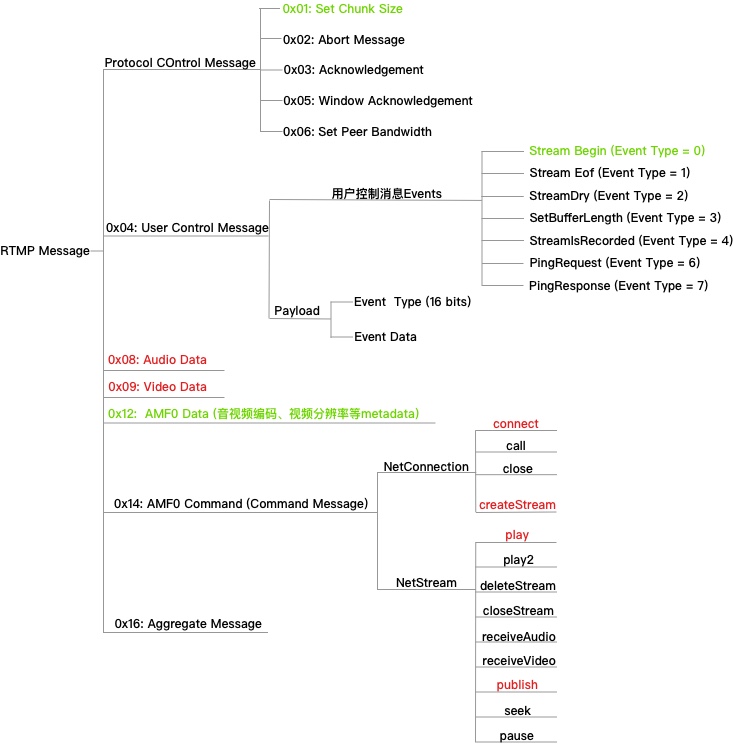 RTMP Message
Protocol COntrol Message
0x01: Set Chunk Size
0x02: Abort Message
0x03: Acknowledgement
0x05: Window Acknowledgement
0x06: Set Peer Bandwidth
0x04: User Control Message
用户控制消息Events
Stream Begin (Event Type = 0)
Stream Eof (Event Type = 1)
StreamDry (Event Type = 2)
SetBufferLength (Event Type = 3)
StreamIsRecorded (Event Type = 4)
PingRequest (Event Type = 6)
PingResponse (Event Type = 7)
Payload
Event Type (16 bits)
Event Data
0x08: Audio Data
0x09: Video Data
0x12: AMF0 Data (音视频编码、视频分辨率等metadata)
0x14: AMF0 Command (Command Message)
NetConnection
connect
call
close
createStream
NetStream
play
play2
deleteStream
closeStream
receiveAudio
receiveVideo
publish
seek
pause
0x16: Aggregate Message